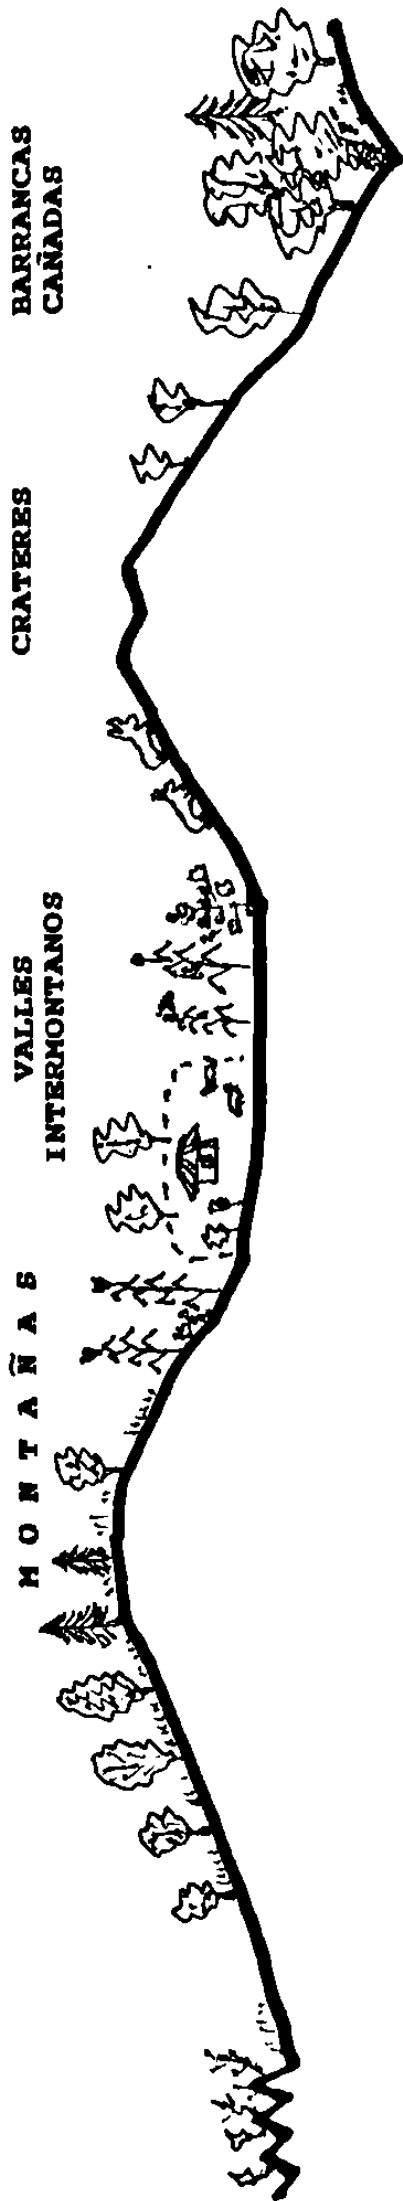 M O N T A Ñ A S
VALLES
INTERMONTANOS
CRATERES
BARRANCAS
CAÑADAS